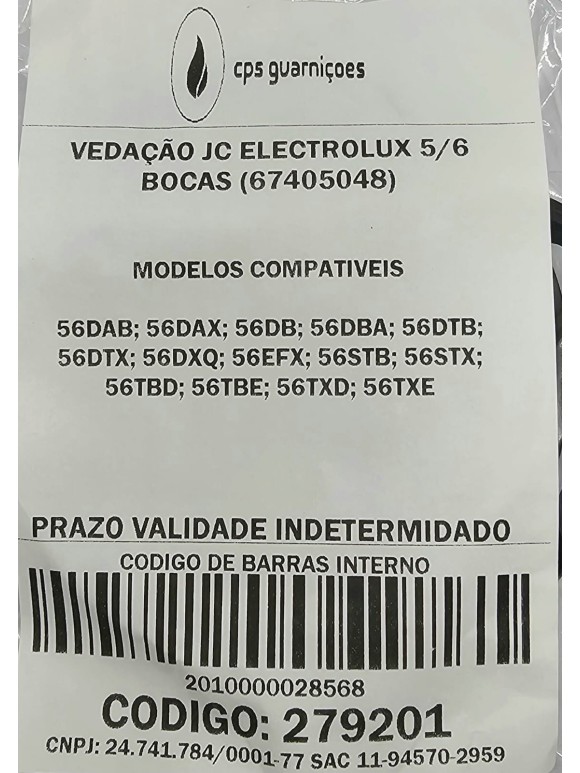 cps guarniçoes
VEDAÇÃO JC ELECTROLUX 5/6
BOCAS (67405048)
MODELOS COMPATIVEIS
56DAB; 56DAX; 56DB; 56DBA; 56DTB;
56DTX; 56DXQ; 56EFX; 56STB; 56STX;
56TBD; 56TBE; 56TXD; 56TXE
PRAZO VALIDADE INDETERMIDADO
CODIGO DE BARRAS INTERNO
2010000028568
CODIGO: 279201
CNPJ: 24.741.784/0001-77 SAC 11-94570-2959